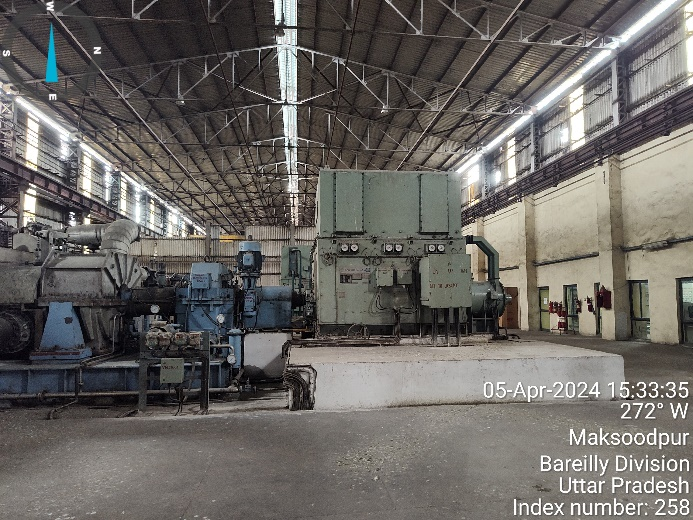 W
N
S
E
05-Apr-2024 15:33:35
272° W
Maksoodpur
Bareilly Division
Uttar Pradesh
Index number: 258